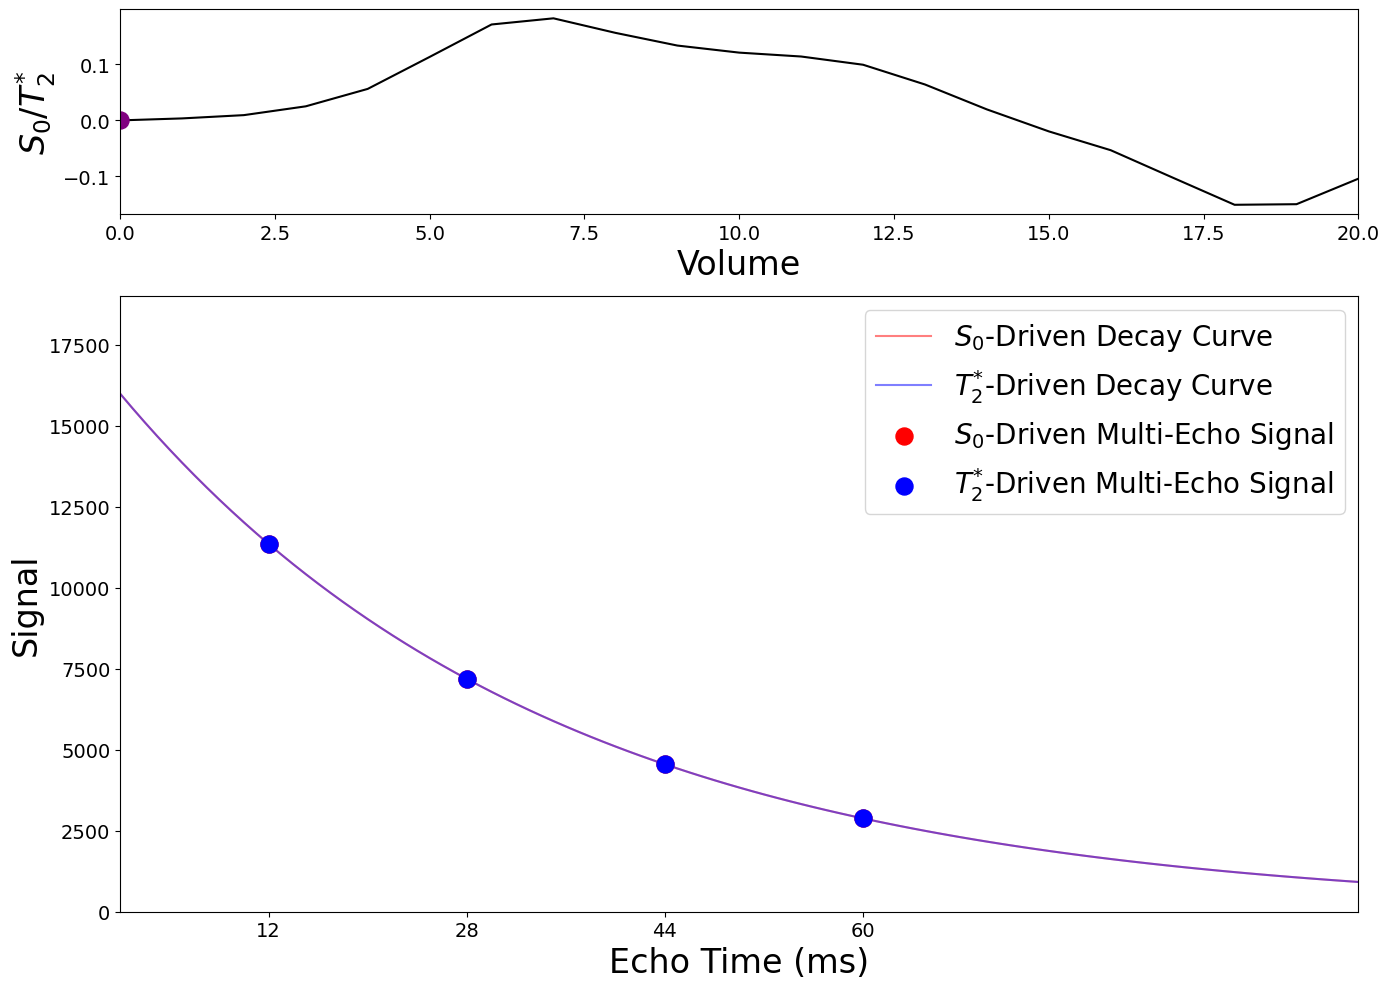 S₀/T₂*
0.1
0.0
−0.1
0.0 2.5 5.0 7.5 10.0 12.5 15.0 17.5 20.0
Volume
Signal
17500
15000
12500
10000
7500
5000
2500
0
S₀-Driven Decay Curve
T₂*-Driven Decay Curve
S₀-Driven Multi-Echo Signal
T₂*-Driven Multi-Echo Signal
12 28 44 60
Echo Time (ms)